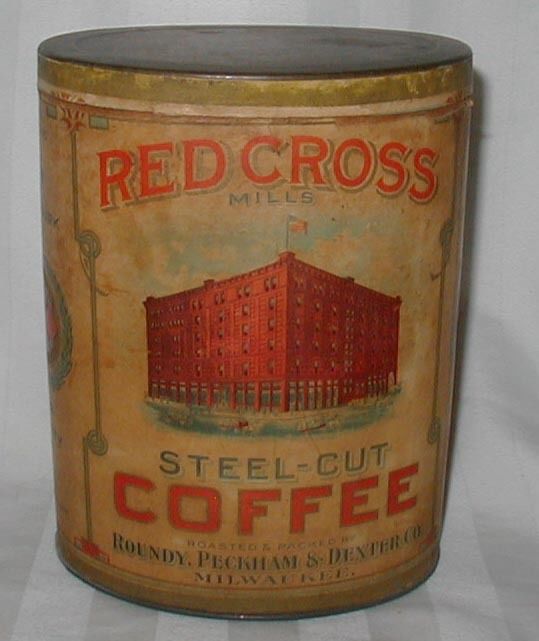 RED CROSS
MILLS
STEEL-CUT
COFFEE
ROASTED & PACKED BY
ROUNDY, PECKHAM & DEXTER CO.
MILWAUKEE.